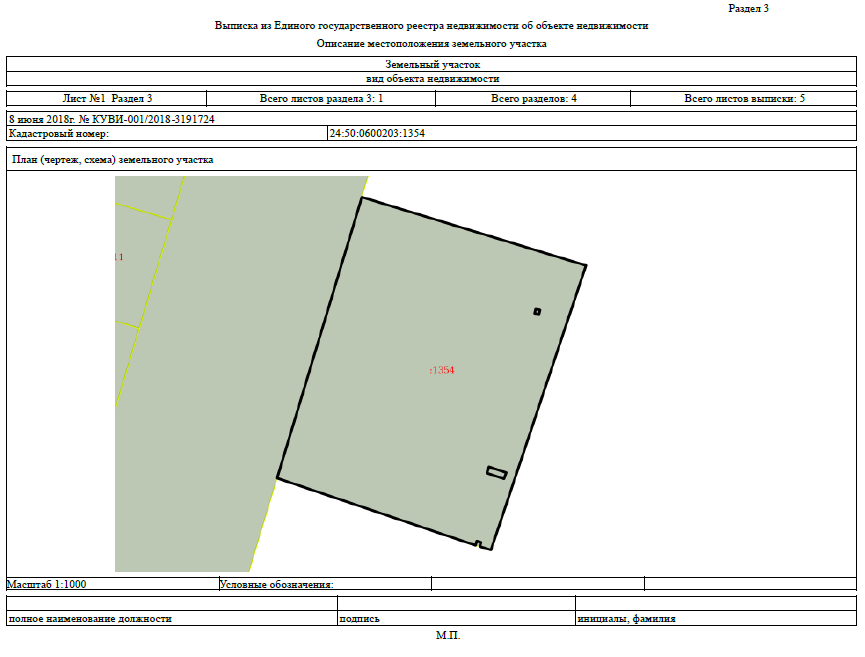 Раздел 3
Выписка из Единого государственного реестра недвижимости об объекте недвижимости
Описание местоположения земельного участка
Земельный участок
вид объекта недвижимости
Лист №1 Раздел 3 Всего листов раздела 3: 1 Всего разделов: 4 Всего листов выписки: 5
8 июня 2018г. № КУВИ-001/2018-3191724
Кадастровый номер: 24:50:0600203:1354
План (чертеж, схема) земельного участка
11
:1354
Масштаб 1:1000 Условные обозначения:
полное наименование должности подпись инициалы, фамилия
М.П.